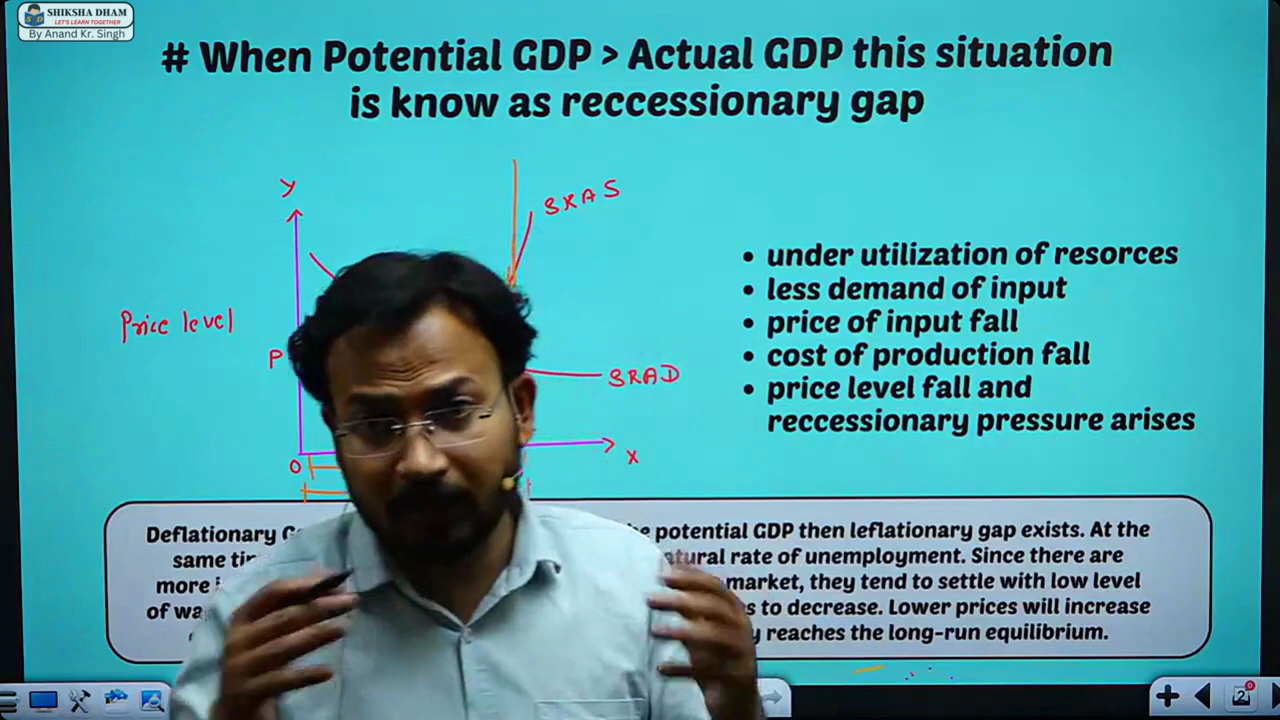 SHIKSHA DHAM
LET'S LEARN TOGETHER
By Anand Kr. Singh
# When Potential GDP > Actual GDP this situation
is know as reccessionary gap
Y
SRAS
Price level
P
SRAD
O
X
• under utilization of resorces
• less demand of input
• price of input fall
• cost of production fall
• price level fall and
reccessionary pressure arises
Deflationary potential GDP then leflationary gap exists. At the
same rate of unemployment. Since there are
more market, they tend to settle with low level
of to decrease. Lower prices will increase
reaches the long-run equilibrium.
2
0